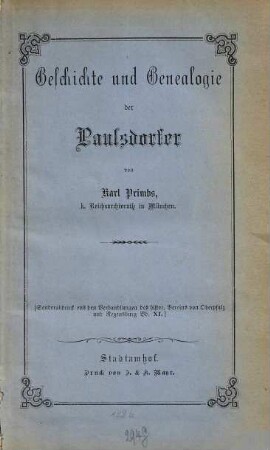 Geschichte und Genealogie
der
Paulsdorfer
von
Karl Primbs,
k. Reichsarchivrath in München.
[Sonderabdruck aus den Verhandlungen des histor. Vereins von Oberpfalz
und Regensburg Bd. XL.]
Stadtamhof.
Druck von J. & K. Mayr.